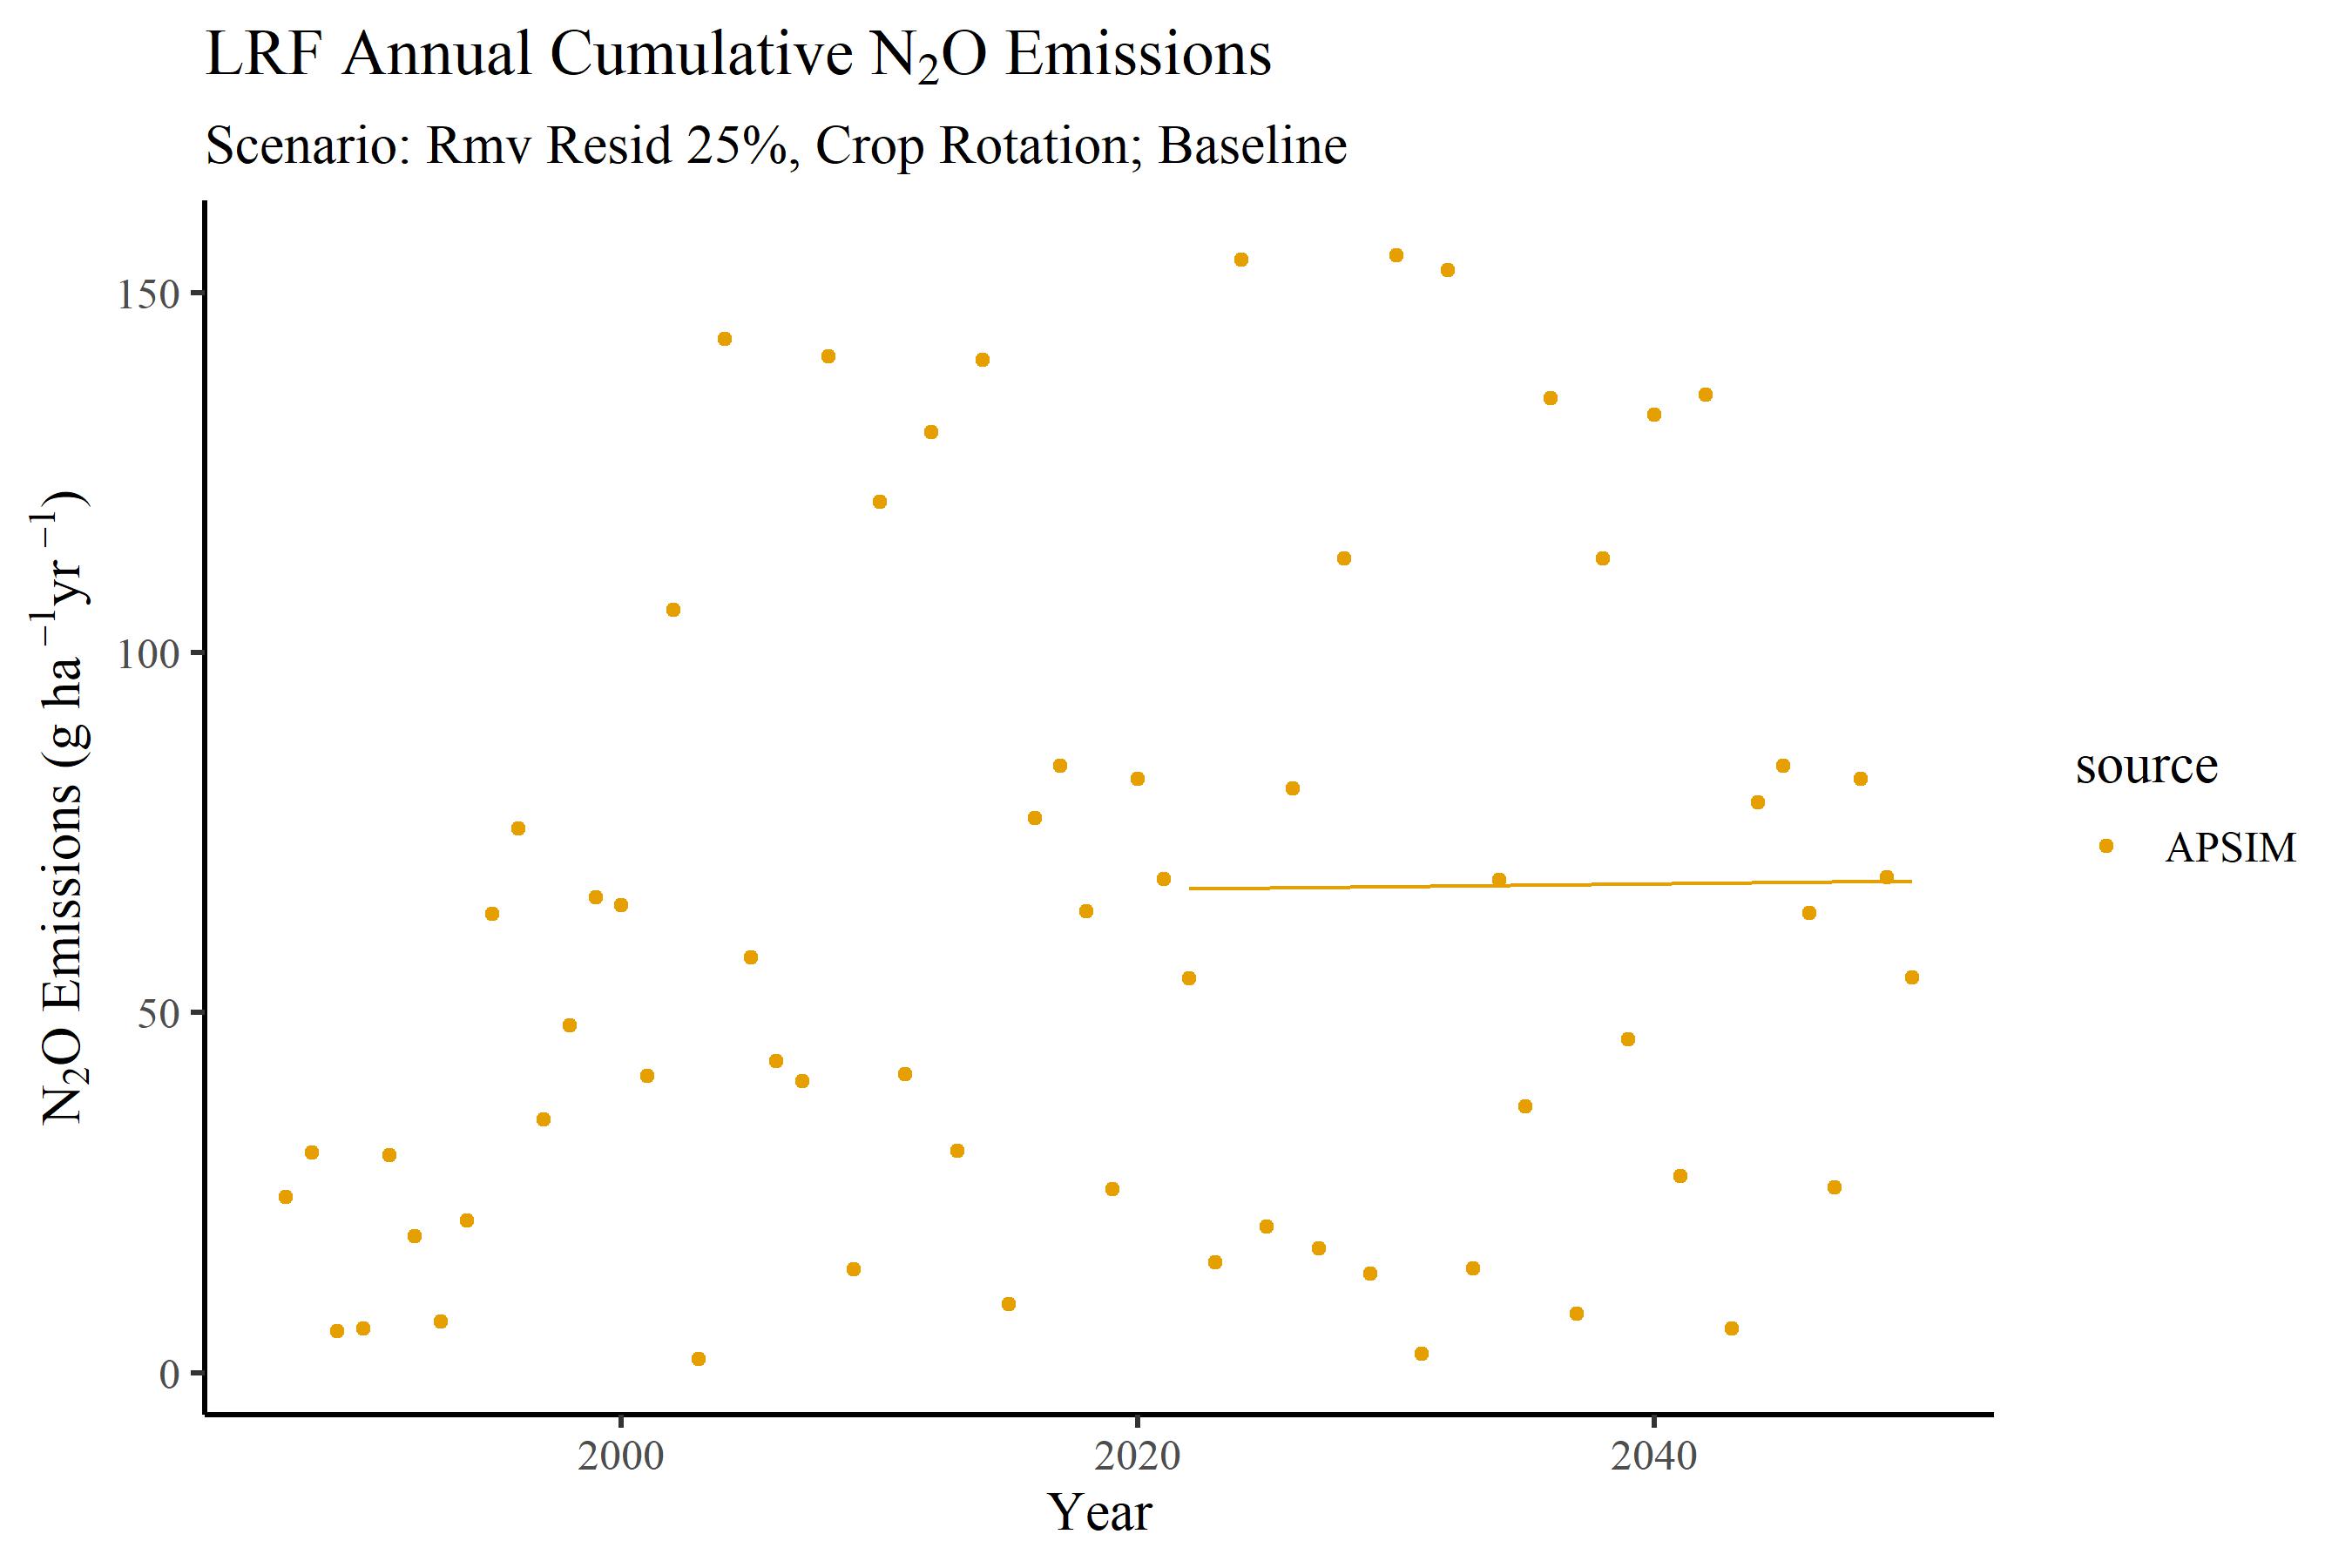 LRF Annual Cumulative N₂O Emissions
Scenario: Rmv Resid 25%, Crop Rotation; Baseline
N₂O Emissions (g ha⁻¹yr⁻¹)
150
100
50
0
2000 2020 2040
Year
source
APSIM